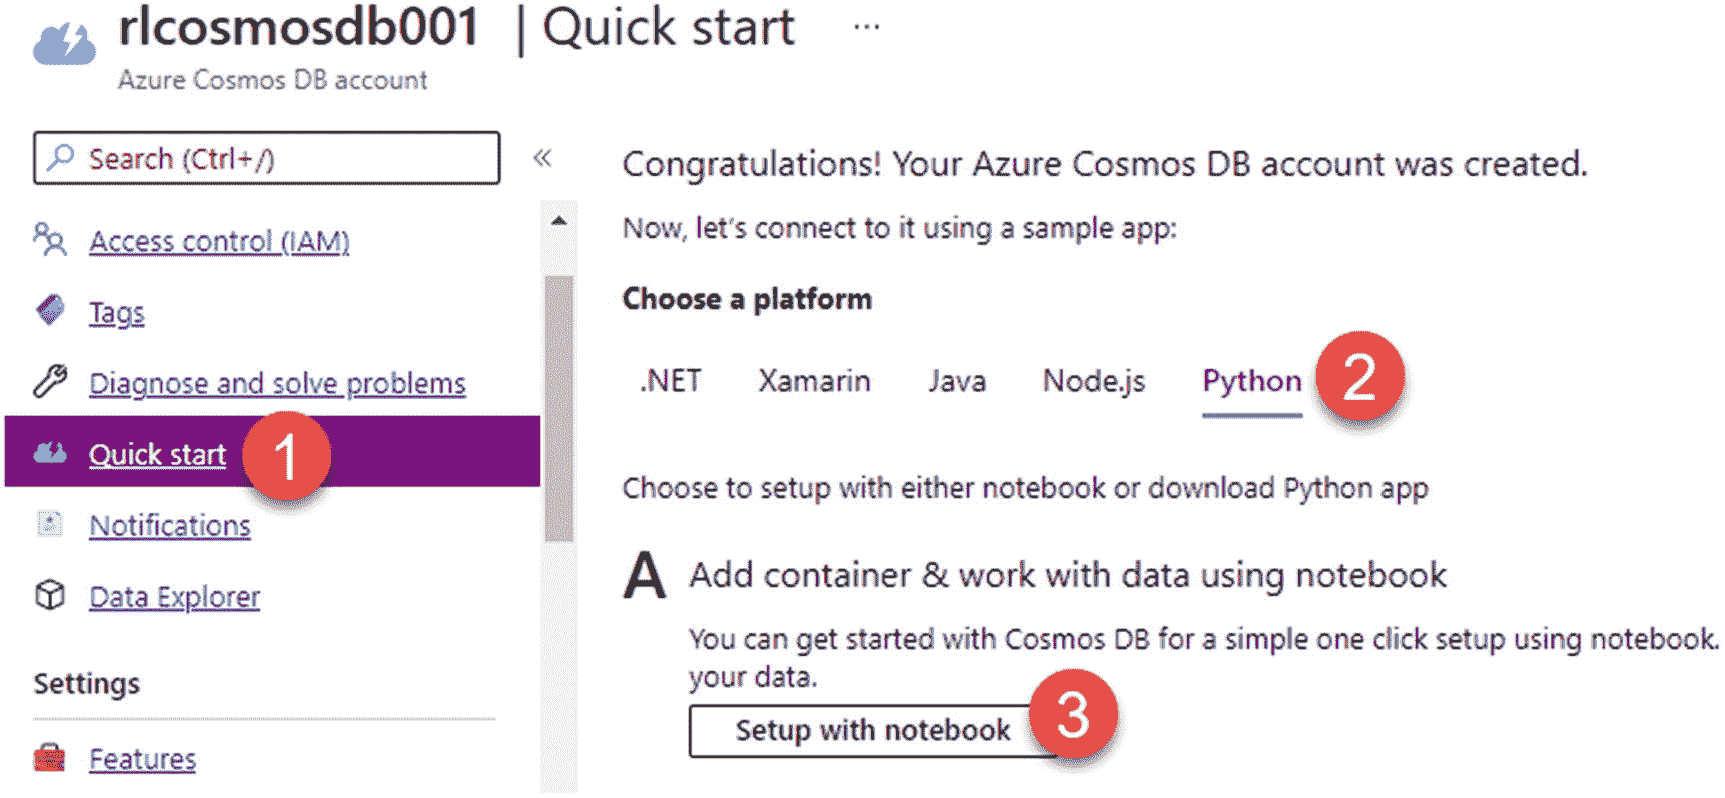 rlcosmosdb001 | Quick start ...
Azure Cosmos DB account
Search (Ctrl+/)
«
Access control (IAM)
Tags
Diagnose and solve problems
Quick start
1
Notifications
Data Explorer
Settings
Features
Congratulations! Your Azure Cosmos DB account was created.
Now, let's connect to it using a sample app:
Choose a platform
.NET Xamarin Java Node.js Python 2
Choose to setup with either notebook or download Python app
A Add container & work with data using notebook
You can get started with Cosmos DB for a simple one click setup using notebook.
your data.
Setup with notebook 3